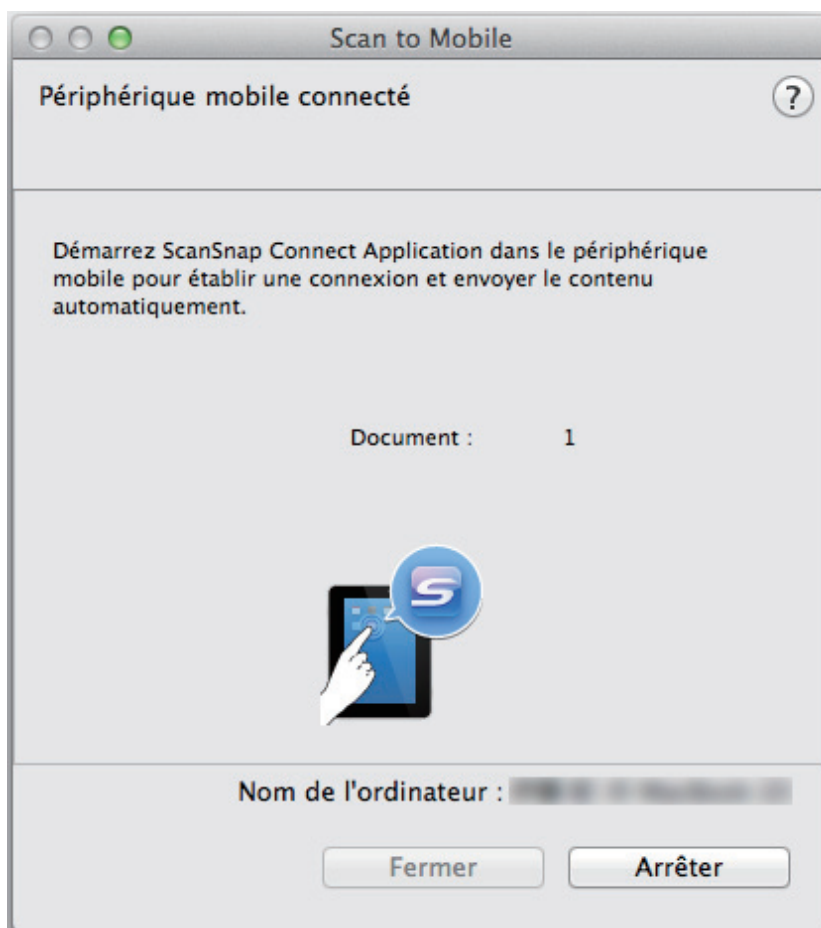 Scan to Mobile
Périphérique mobile connecté
?
Démarrez ScanSnap Connect Application dans le périphérique
mobile pour établir une connexion et envoyer le contenu
automatiquement.
Document : 1
S
Nom de l'ordinateur :
Fermer
Arrêter